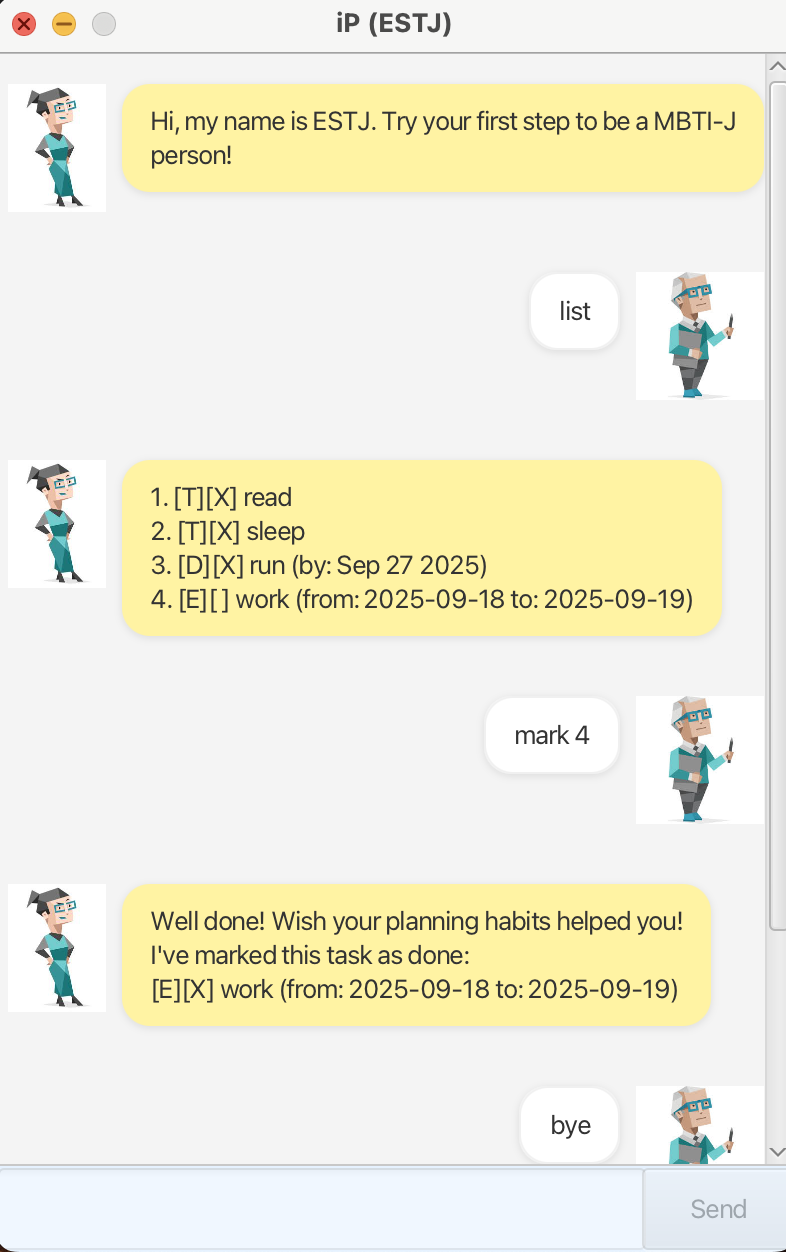 iP (ESTJ)
Hi, my name is ESTJ. Try your first step to be a MBTI-J
person!
list
1. [T][X] read
2. [T][X] sleep
3. [D][X] run (by: Sep 27 2025)
4. [E][ ] work (from: 2025-09-18 to: 2025-09-19)
mark 4
Well done! Wish your planning habits helped you!
I've marked this task as done:
[E][X] work (from: 2025-09-18 to: 2025-09-19)
bye
Send